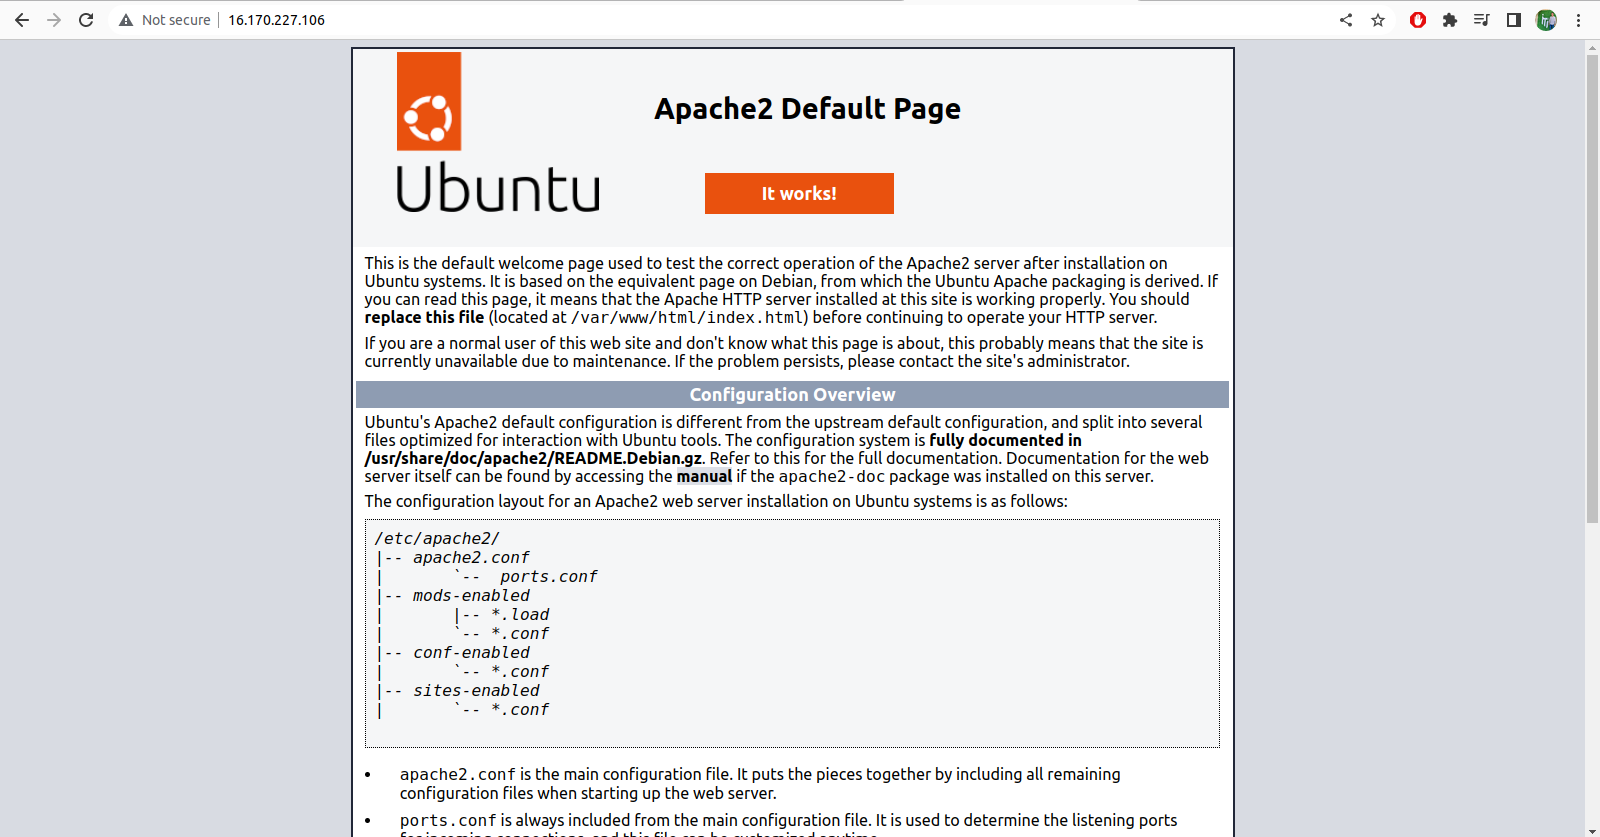 Not secure 16.170.227.106
Apache2 Default Page
Ubuntu
It works!
This is the default welcome page used to test the correct operation of the Apache2 server after installation on
Ubuntu systems. It is based on the equivalent page on Debian, from which the Ubuntu Apache packaging is derived. If
you can read this page, it means that the Apache HTTP server installed at this site is working properly. You should
replace this file (located at /var/www/html/index.html) before continuing to operate your HTTP server.
If you are a normal user of this web site and don't know what this page is about, this probably means that the site is
currently unavailable due to maintenance. If the problem persists, please contact the site's administrator.
Configuration Overview
Ubuntu's Apache2 default configuration is different from the upstream default configuration, and split into several
files optimized for interaction with Ubuntu tools. The configuration system is fully documented in
/usr/share/doc/apache2/README.Debian.gz. Refer to this for the full documentation. Documentation for the web
server itself can be found by accessing the manual if the apache2-doc package was installed on this server.
The configuration layout for an Apache2 web server installation on Ubuntu systems is as follows:
/etc/apache2/
|-- apache2.conf
|       `--  ports.conf
|-- mods-enabled
|       |-- *.load
|       `-- *.conf
|-- conf-enabled
|       `-- *.conf
|-- sites-enabled
|       `-- *.conf
• apache2.conf is the main configuration file. It puts the pieces together by including all remaining
configuration files when starting up the web server.
• ports.conf is always included from the main configuration file. It is used to determine the listening ports
for incoming connections, and this file can be customized anytime.